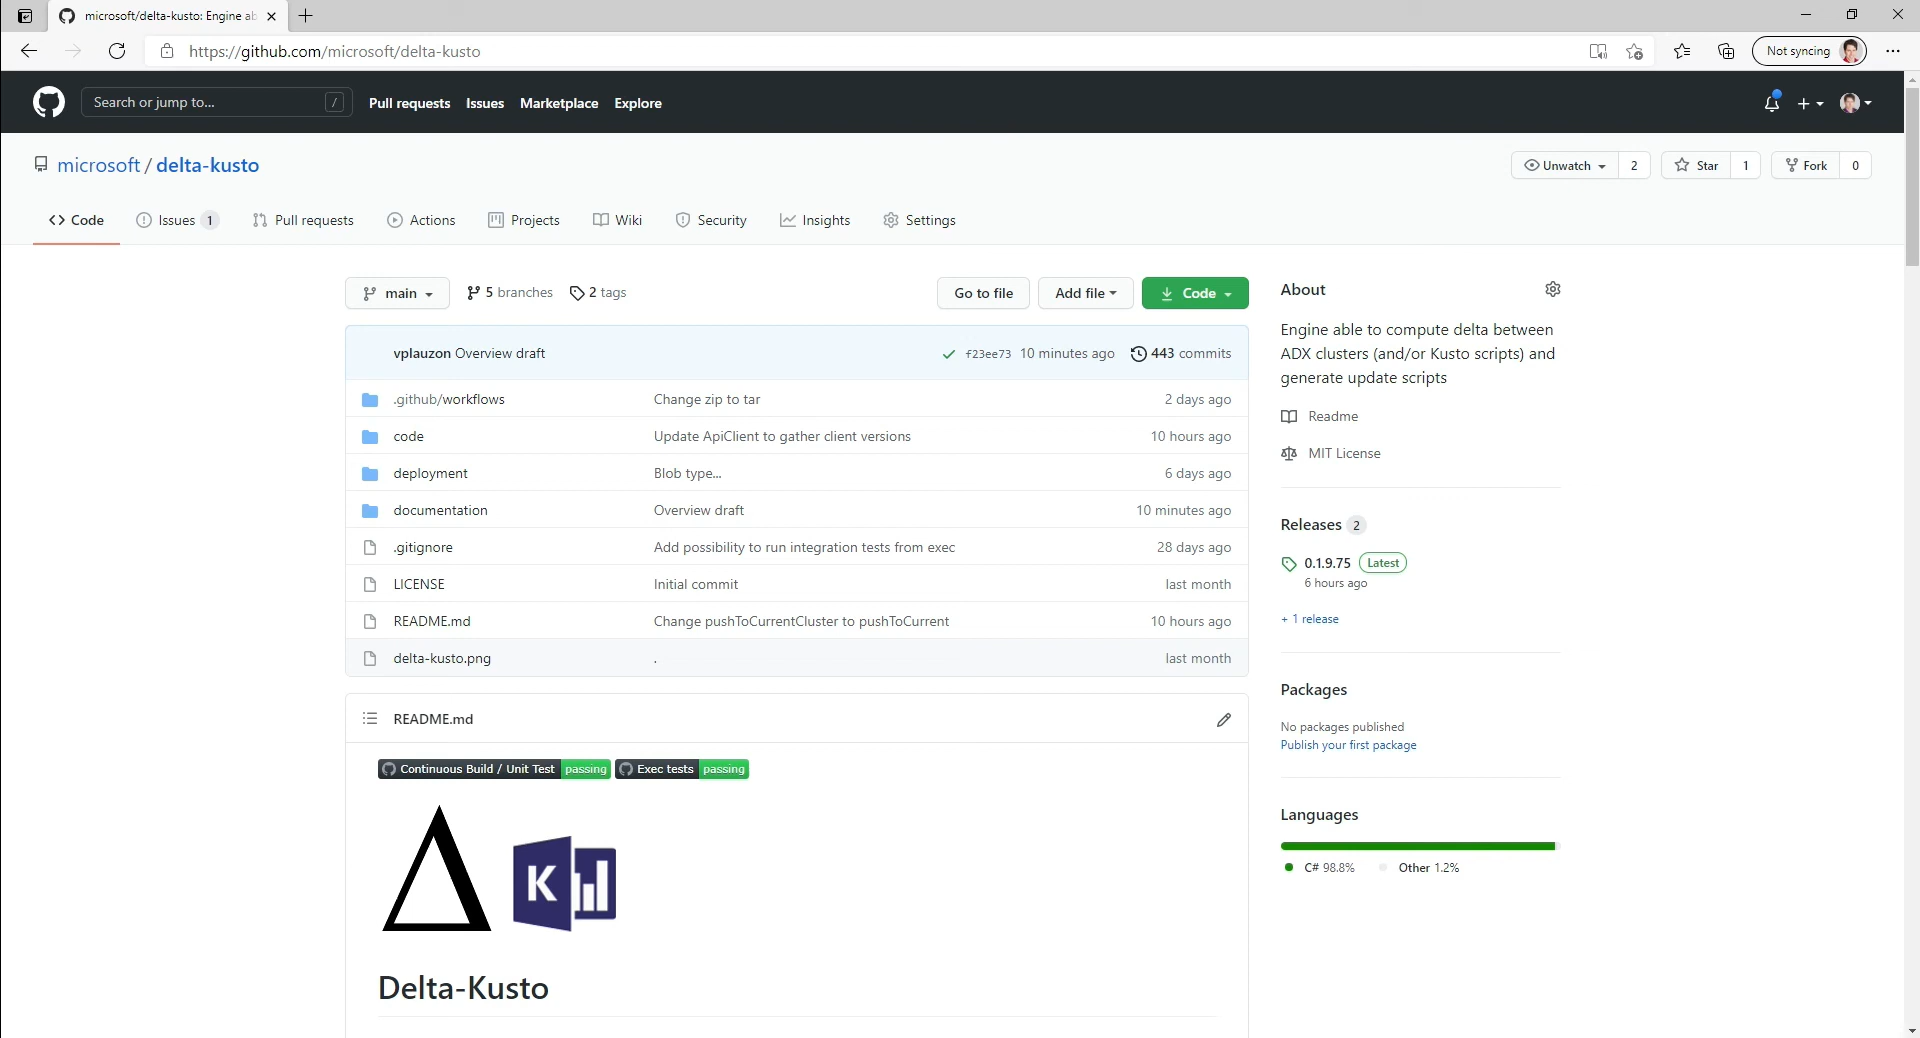 microsoft/delta-kusto: Engine ab
https://github.com/microsoft/delta-kusto
Not syncing
Search or jump to...
/
Pull requests
Issues
Marketplace
Explore
microsoft / delta-kusto
Unwatch
2
Star
1
Fork
0
Code
Issues 1
Pull requests
Actions
Projects
Wiki
Security
Insights
Settings
main
5 branches
2 tags
Go to file
Add file
Code
vplauzon Overview draft
f23ee73 10 minutes ago
443 commits
.github/workflows Change zip to tar 2 days ago
code Update ApiClient to gather client versions 10 hours ago
deployment Blob type... 6 days ago
documentation Overview draft 10 minutes ago
.gitignore Add possibility to run integration tests from exec 28 days ago
LICENSE Initial commit last month
README.md Change pushToCurrentCluster to pushToCurrent 10 hours ago
delta-kusto.png . last month
README.md
Continuous Build / Unit Test passing
Exec tests passing
K
Delta-Kusto
About
Engine able to compute delta between
ADX clusters (and/or Kusto scripts) and
generate update scripts
Readme
MIT License
Releases 2
0.1.9.75 Latest
6 hours ago
+ 1 release
Packages
No packages published
Publish your first package
Languages
C# 98.8%
Other 1.2%